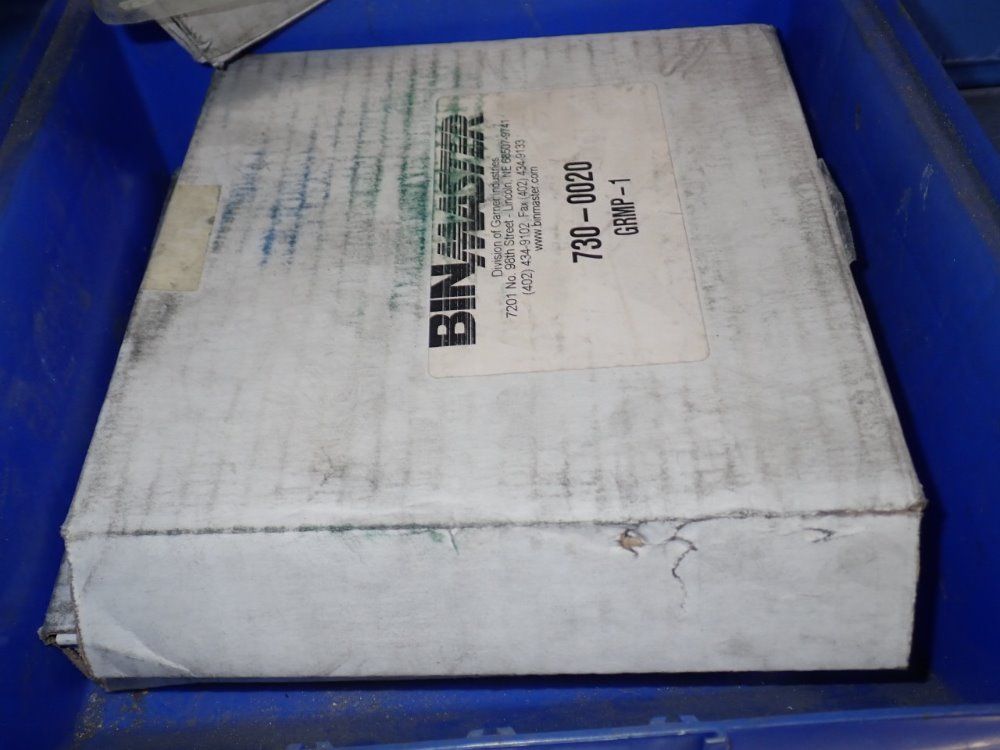 BINMASTER
Division of Garner Industries
7201 No. 98th Street - Lincoln, NE 68507-9741
(402) 434-9102 Fax (402) 434-9133
www.binmaster.com
730-0020
GRMP-1